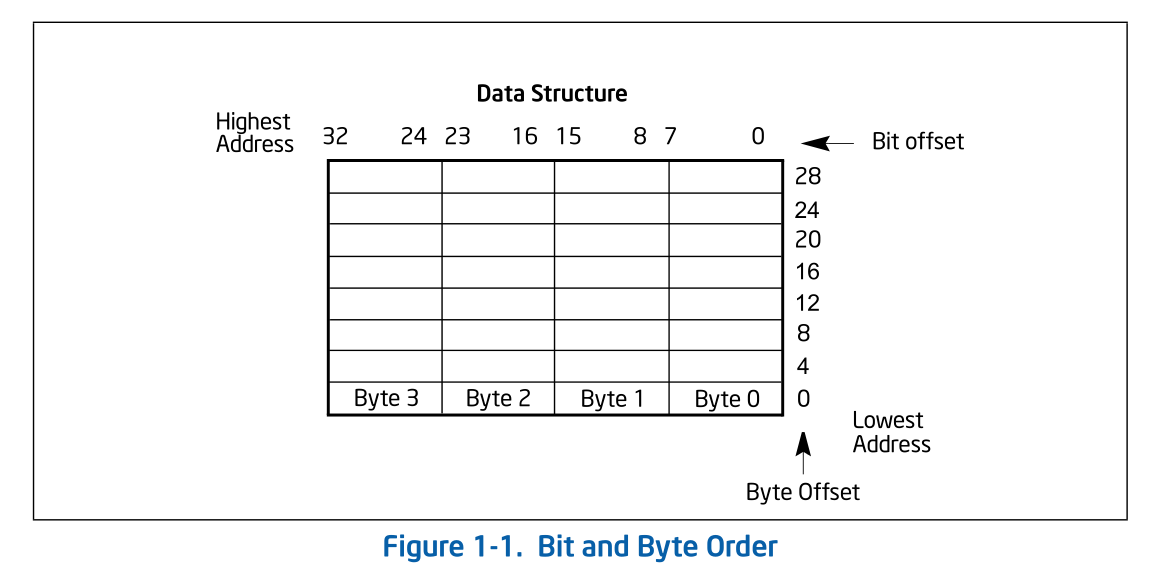 Data Structure
Highest
Address
32 24 23 16 15 8 7 0
Bit offset
28
24
20
16
12
8
4
Byte 3 Byte 2 Byte 1 Byte 0 0
Lowest
Address
Byte Offset
Figure 1-1. Bit and Byte Order